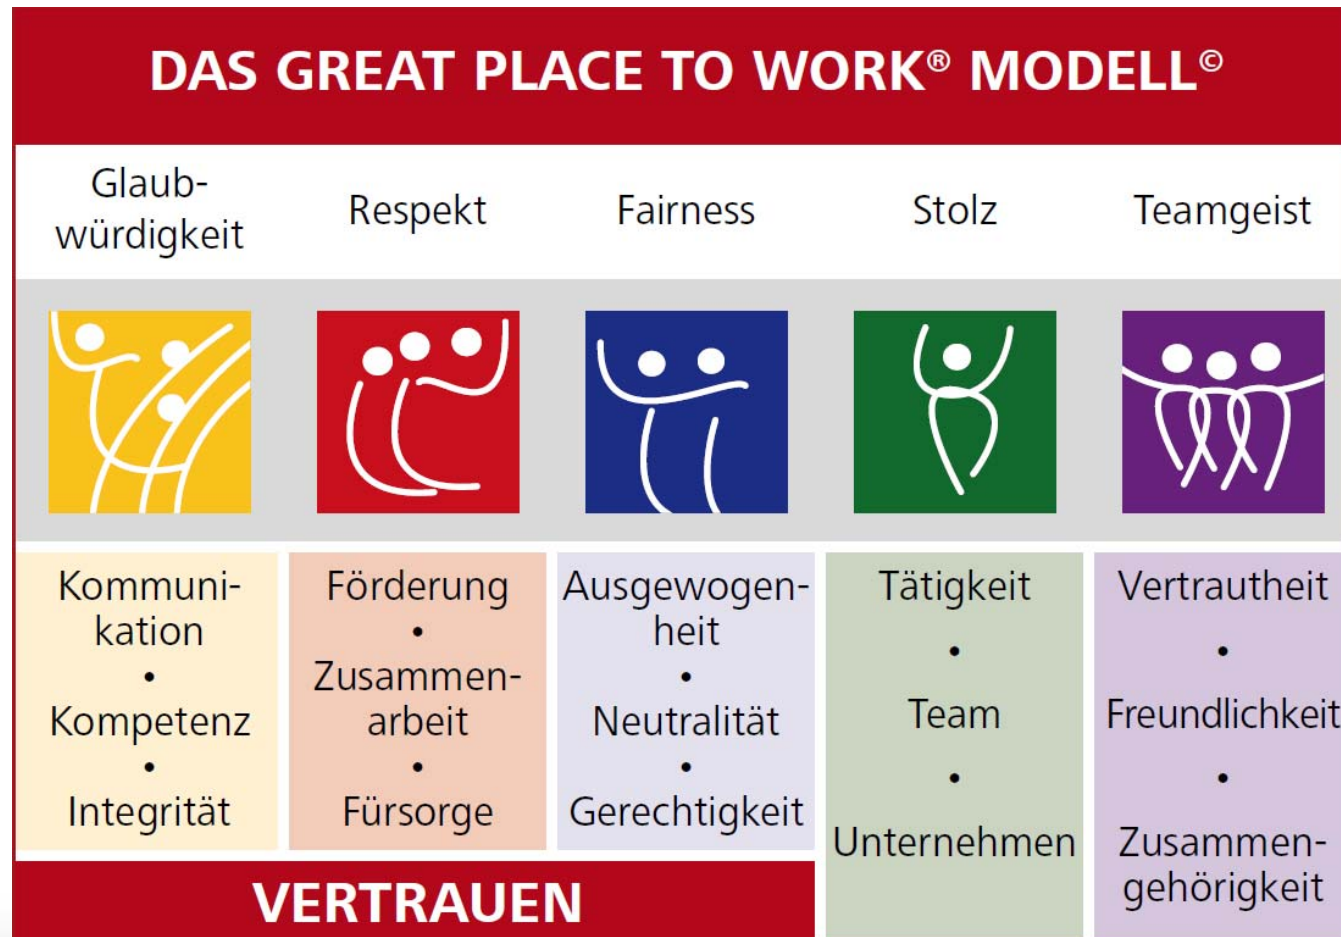 DAS GREAT PLACE TO WORK® MODELL©
Glaub-
würdigkeit
Respekt
Fairness
Stolz
Teamgeist
Kommuni-
kation
•
Kompetenz
•
Integrität
Förderung
•
Zusammen-
arbeit
•
Fürsorge
Ausgewogen-
heit
•
Neutralität
•
Gerechtigkeit
Tätigkeit
•
Team
•
Unternehmen
Vertrautheit
•
Freundlichkeit
•
Zusammen-
gehörigkeit
VERTRAUEN